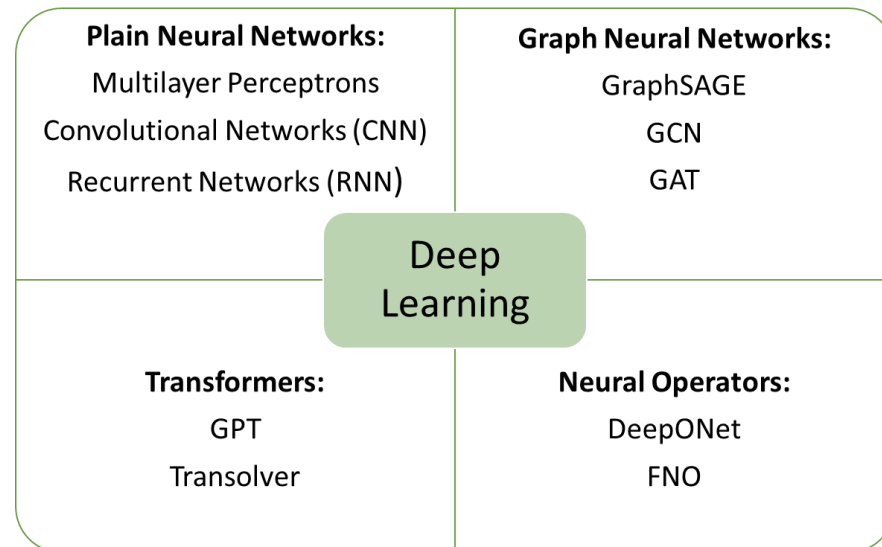 Plain Neural Networks:
Multilayer Perceptrons
Convolutional Networks (CNN)
Recurrent Networks (RNN)
Graph Neural Networks:
GraphSAGE
GCN
GAT
Deep
Learning
Transformers:
GPT
Transolver
Neural Operators:
DeepONet
FNO